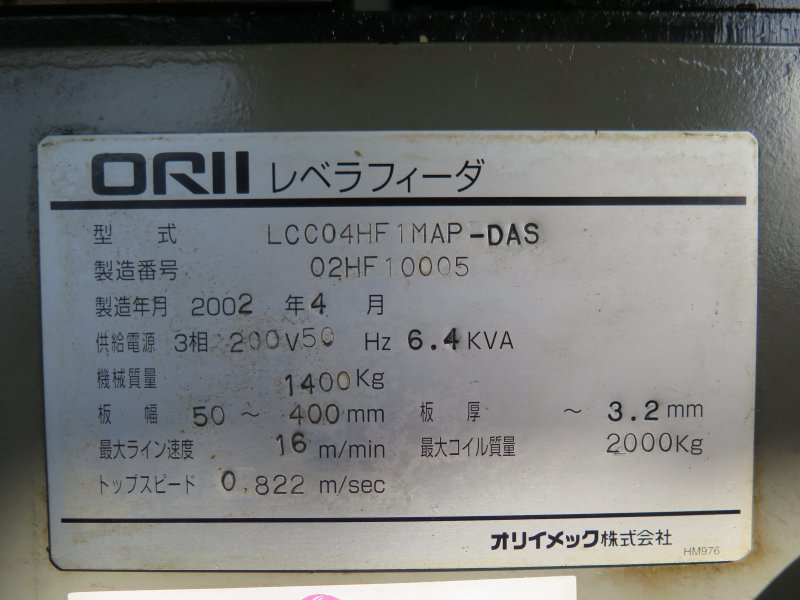 ORII レベラフィーダ
型式 LCC04HF1MAP-DAS
製造番号 02HF10005
製造年月 2002 年 4 月
供給電源 3相 200V50 Hz 6.4KVA
機械質量 1400Kg
板幅 50 ~ 400mm 板厚 ~ 3.2mm
最大ライン速度 16 m/min 最大コイル質量 2000Kg
トップスピード 0.822 m/sec
オリイメック株式会社
HM976